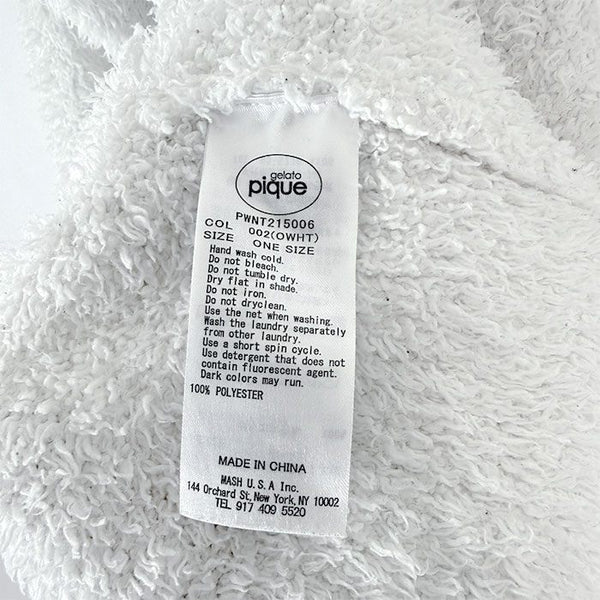 gelato
pique
PWNT215006
COL 002(OWHT)
SIZE ONE SIZE
Hand wash cold.
Do not bleach.
Do not tumble dry.
Dry flat in shade.
Do not iron.
Do not dryclean.
Use the net when washing.
Wash the laundry separately
from other laundry.
Use a short spin cycle.
Use detergent that does not
contain fluorescent agent.
Dark colors may run.
100% POLYESTER
MADE IN CHINA
MASH U.S.A Inc.
144 Orchard St, New York, NY 10002
TEL 917 409 5520